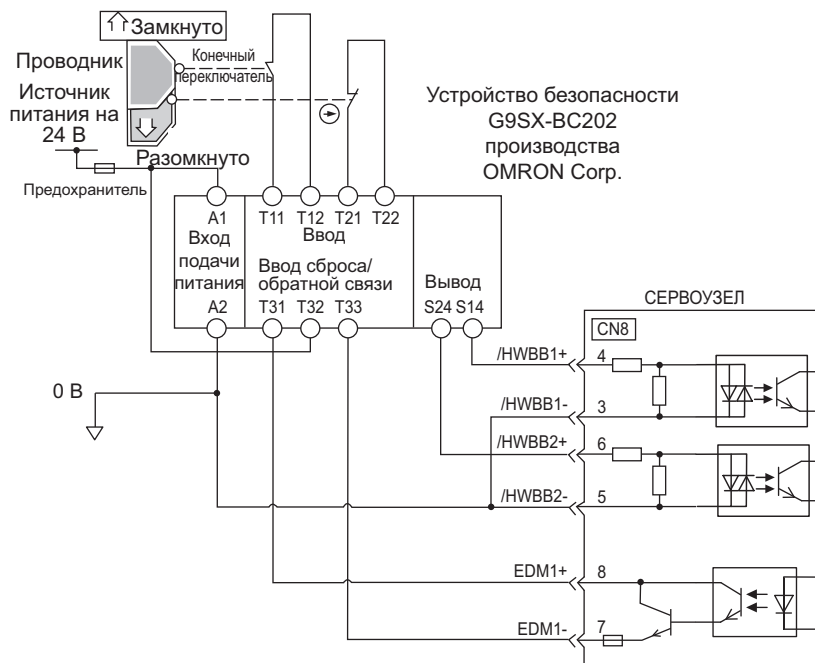 Замкнуто
Проводник
Конечный
переключатель
Источник
питания на
24 В
Разомкнуто
Предохранитель
Устройство безопасности
G9SX-BC202
производства
OMRON Corp.
A1
T11
T12
T21
T22
Вход
подачи
питания
Ввод
Ввод сброса/
обратной связи
Вывод
A2
T31
T32
T33
S24
S14
СЕРВОУЗЕЛ
CN8
/HWBB1+
4
0 В
/HWBB1-
3
/HWBB2+
6
/HWBB2-
5
EDM1+
8
EDM1-
7